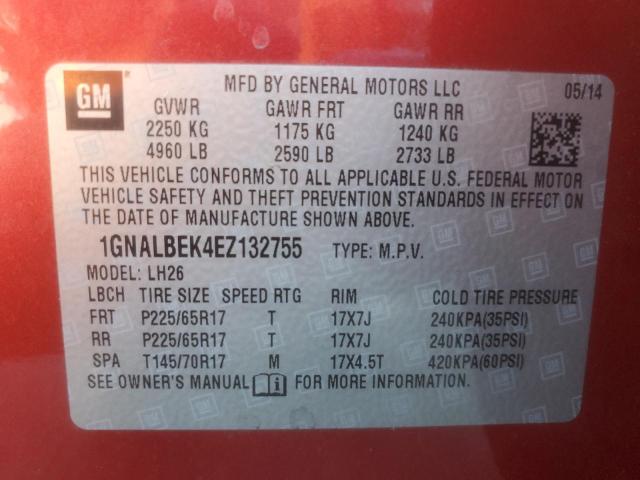 GM ® MFD BY GENERAL MOTORS LLC 05/14
GVWR GAWR FRT GAWR RR
2250 KG 1175 KG 1240 KG
4960 LB 2590 LB 2733 LB
THIS VEHICLE CONFORMS TO ALL APPLICABLE U.S. FEDERAL MOTOR
VEHICLE SAFETY AND THEFT PREVENTION STANDARDS IN EFFECT ON
THE DATE OF MANUFACTURE SHOWN ABOVE.
1GNALBEK4EZ132755 TYPE: M.P.V.
MODEL: LH26
LBCH TIRE SIZE SPEED RTG RIM COLD TIRE PRESSURE
FRT P225/65R17 T 17X7J 240KPA(35PSI)
RR P225/65R17 T 17X7J 240KPA(35PSI)
SPA T145/70R17 M 17X4.5T 420KPA(60PSI)
SEE OWNER'S MANUAL i FOR MORE INFORMATION.